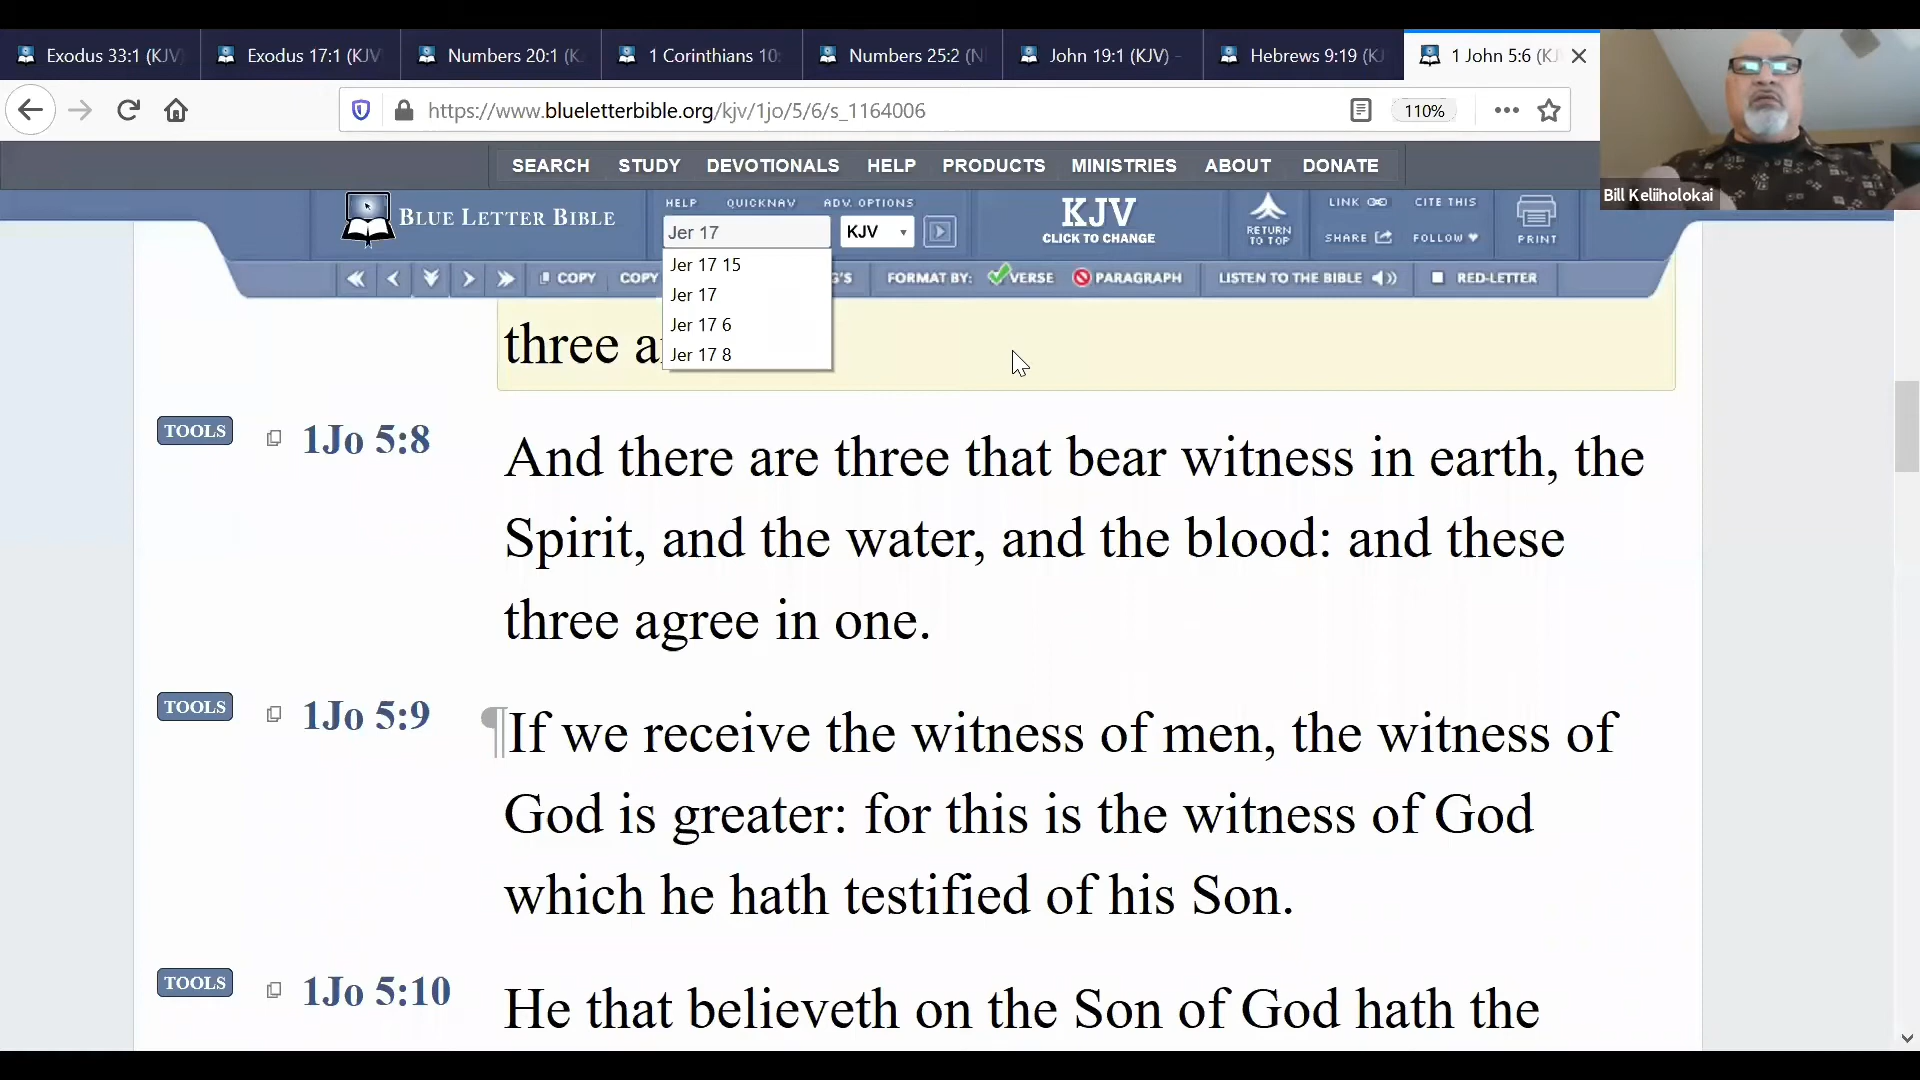 Exodus 33:1 (KJV)
Exodus 17:1 (KJV
Numbers 20:1 (K
1 Corinthians 10:
Numbers 25:2 (N
John 19:1 (KJV) -
Hebrews 9:19 (KJ
1 John 5:6 (KJ
https://www.blueletterbible.org/kjv/1jo/5/6/s_1164006
110%
SEARCH STUDY DEVOTIONALS HELP PRODUCTS MINISTRIES ABOUT DONATE
Bill Keliiholokai
BLUE LETTER BIBLE
HELP QUICKNAV ADV. OPTIONS
Jer 17
KJV
KJV
CLICK TO CHANGE
RETURN
TO TOP
LINK
CITE THIS
SHARE
FOLLOW
PRINT
Jer 17 15
Jer 17
Jer 17 6
Jer 17 8
COPY
COPY
G'S
FORMAT BY: VERSE PARAGRAPH
LISTEN TO THE BIBLE
RED-LETTER
three a
TOOLS
1Jo 5:8
And there are three that bear witness in earth, the
Spirit, and the water, and the blood: and these
three agree in one.
TOOLS
1Jo 5:9
¶If we receive the witness of men, the witness of
God is greater: for this is the witness of God
which he hath testified of his Son.
TOOLS
1Jo 5:10
He that believeth on the Son of God hath the